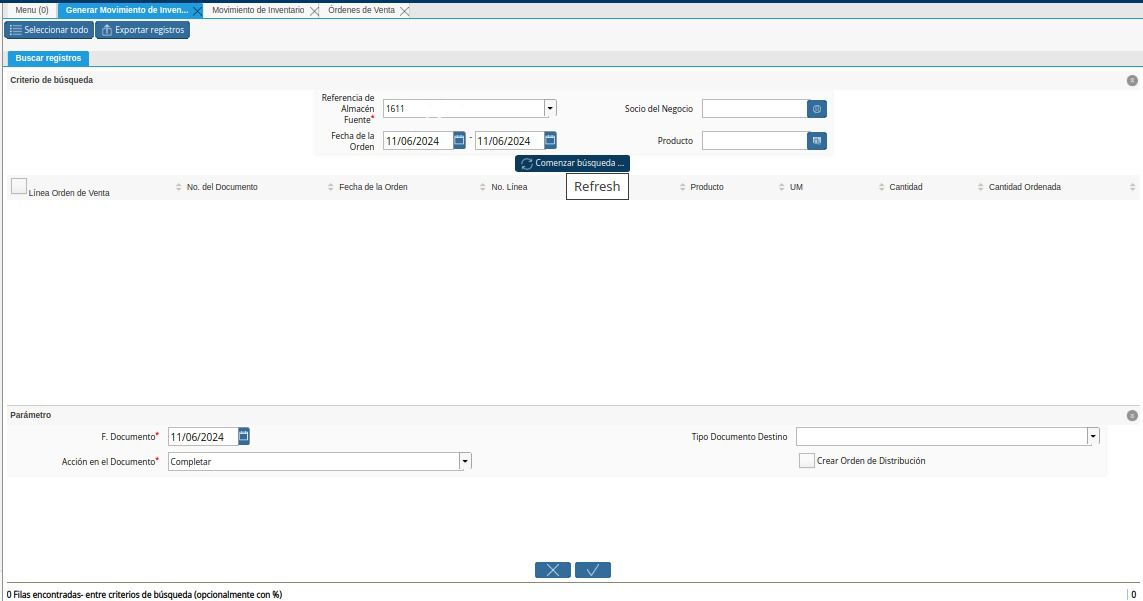 Menu (0)
Generar Movimiento de Inven...
Movimiento de Inventario
Órdenes de Venta
Seleccionar todo
Exportar registros
Buscar registros
Criterio de búsqueda
Referencia de
Almacén
Fuente*
1611
Socio del Negocio
Fecha de la
Orden
11/06/2024 - 11/06/2024
Producto
Comenzar búsqueda ...
Línea Orden de Venta
No. del Documento
Fecha de la Orden
No. Línea
Refresh
Producto
UM
Cantidad
Cantidad Ordenada
Parámetro
F. Documento*
11/06/2024
Tipo Documento Destino
Acción en el Documento*
Completar
Crear Orden de Distribución
0 Filas encontradas- entre criterios de búsqueda (opcionalmente con %)
0